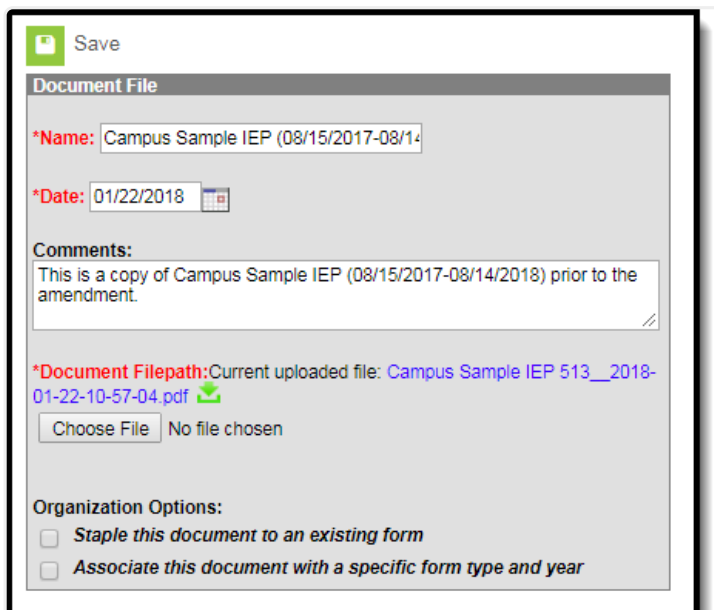 Save
Document File
*Name: Campus Sample IEP (08/15/2017-08/14
*Date: 01/22/2018
Comments:
This is a copy of Campus Sample IEP (08/15/2017-08/14/2018) prior to the
amendment.
*Document Filepath:Current uploaded file: Campus Sample IEP 513__2018-
01-22-10-57-04.pdf
Choose File No file chosen
Organization Options:
Staple this document to an existing form
Associate this document with a specific form type and year